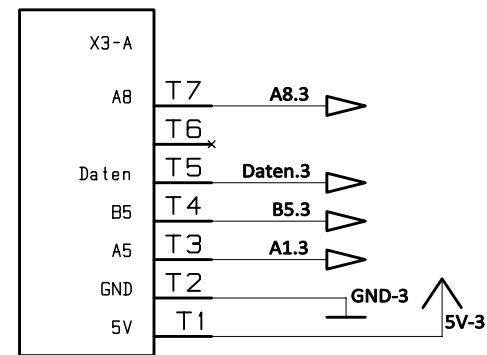 X3-A
A8 T7 A8.3
T6
Daten T5 Daten.3
B5 T4 B5.3
A5 T3 A1.3
GND T2 GND-3
5V T1 5V-3